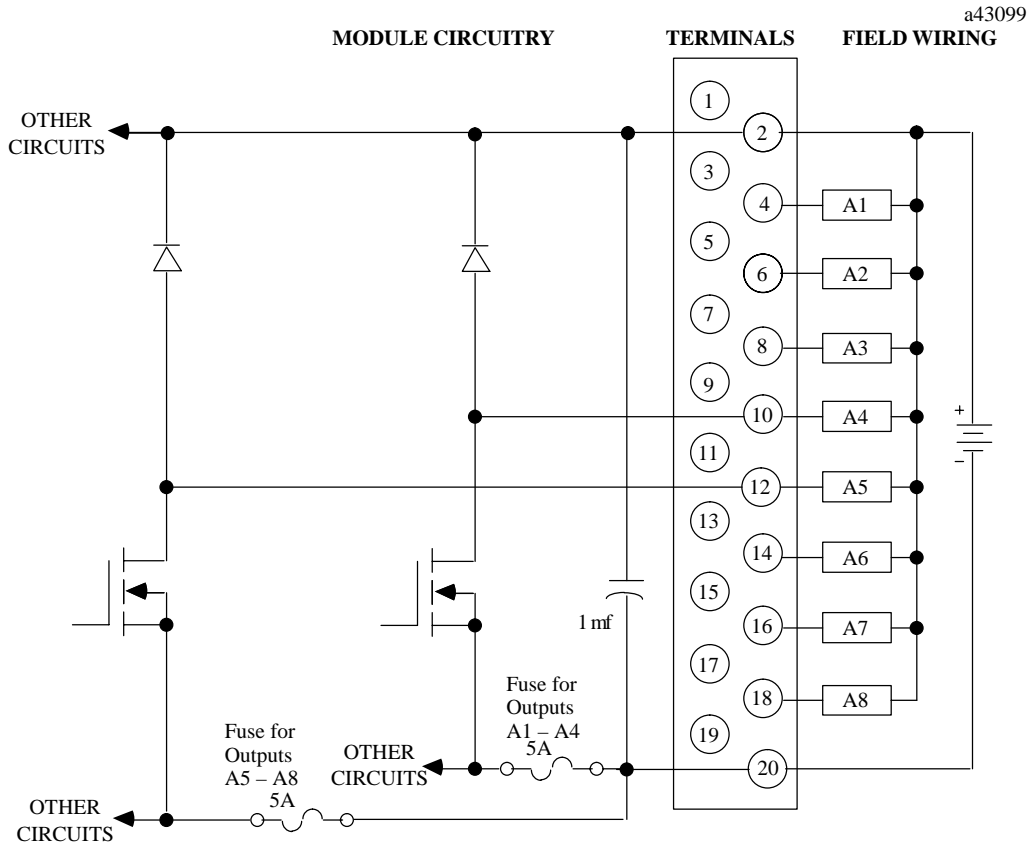 a43099
MODULE CIRCUITRY
TERMINALS
FIELD WIRING
OTHER
CIRCUITS
1
2
3
4
A1
5
6
A2
7
8
A3
9
10
A4
+
−
11
12
A5
13
14
A6
15
1 mf
16
A7
17
18
A8
19
20
Fuse for
Outputs
A1 – A4
5A
OTHER
CIRCUITS
Fuse for
Outputs
A5 – A8
5A
OTHER
CIRCUITS